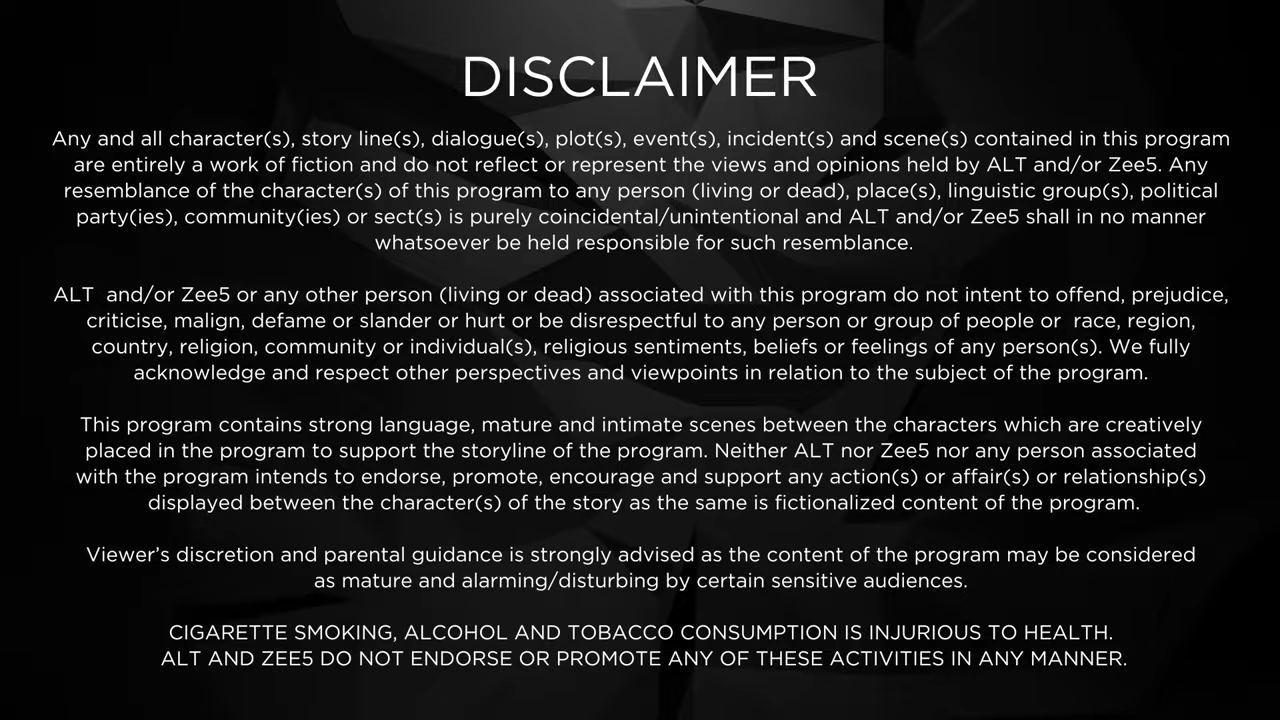 DISCLAIMER
Any and all character(s), story line(s), dialogue(s), plot(s), event(s), incident(s) and scene(s) contained in this program
are entirely a work of fiction and do not reflect or represent the views and opinions held by ALT and/or Zee5. Any
resemblance of the character(s) of this program to any person (living or dead), place(s), linguistic group(s), political
party(ies), community(ies) or sect(s) is purely coincidental/unintentional and ALT and/or Zee5 shall in no manner
whatsoever be held responsible for such resemblance.
ALT and/or Zee5 or any other person (living or dead) associated with this program do not intent to offend, prejudice,
criticise, malign, defame or slander or hurt or be disrespectful to any person or group of people or race, region,
country, religion, community or individual(s), religious sentiments, beliefs or feelings of any person(s). We fully
acknowledge and respect other perspectives and viewpoints in relation to the subject of the program.
This program contains strong language, mature and intimate scenes between the characters which are creatively
placed in the program to support the storyline of the program. Neither ALT nor Zee5 nor any person associated
with the program intends to endorse, promote, encourage and support any action(s) or affair(s) or relationship(s)
displayed between the character(s) of the story as the same is fictionalized content of the program.
Viewer’s discretion and parental guidance is strongly advised as the content of the program may be considered
as mature and alarming/disturbing by certain sensitive audiences.
CIGARETTE SMOKING, ALCOHOL AND TOBACCO CONSUMPTION IS INJURIOUS TO HEALTH.
ALT AND ZEE5 DO NOT ENDORSE OR PROMOTE ANY OF THESE ACTIVITIES IN ANY MANNER.